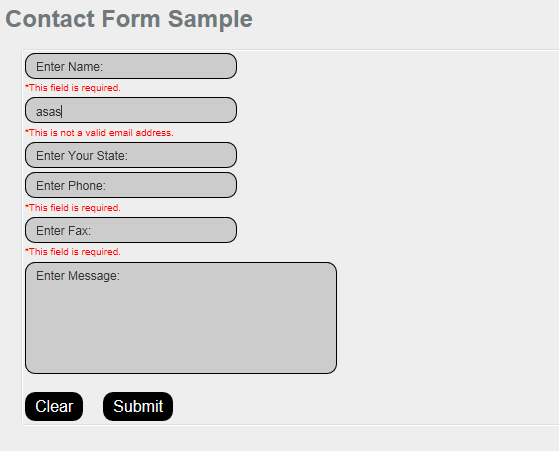 Contact Form Sample
Enter Name:
*This field is required.
asas
*This is not a valid email address.
Enter Your State:
Enter Phone:
*This field is required.
Enter Fax:
*This field is required.
Enter Message:
Clear Submit